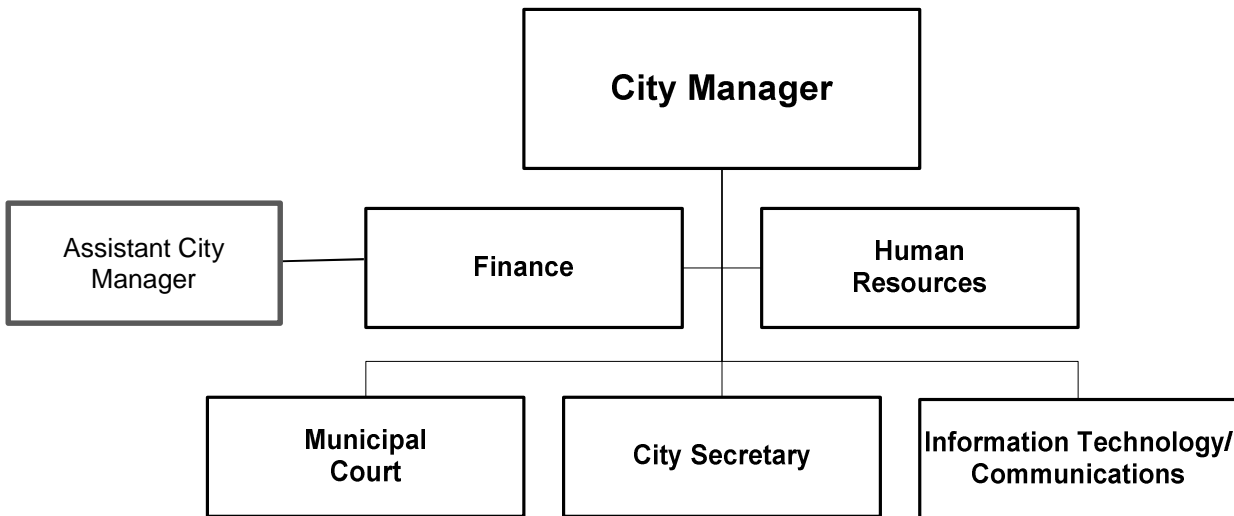 City Manager
Assistant City
Manager
Finance
Human
Resources
Municipal
Court
City Secretary
Information Technology/
Communications